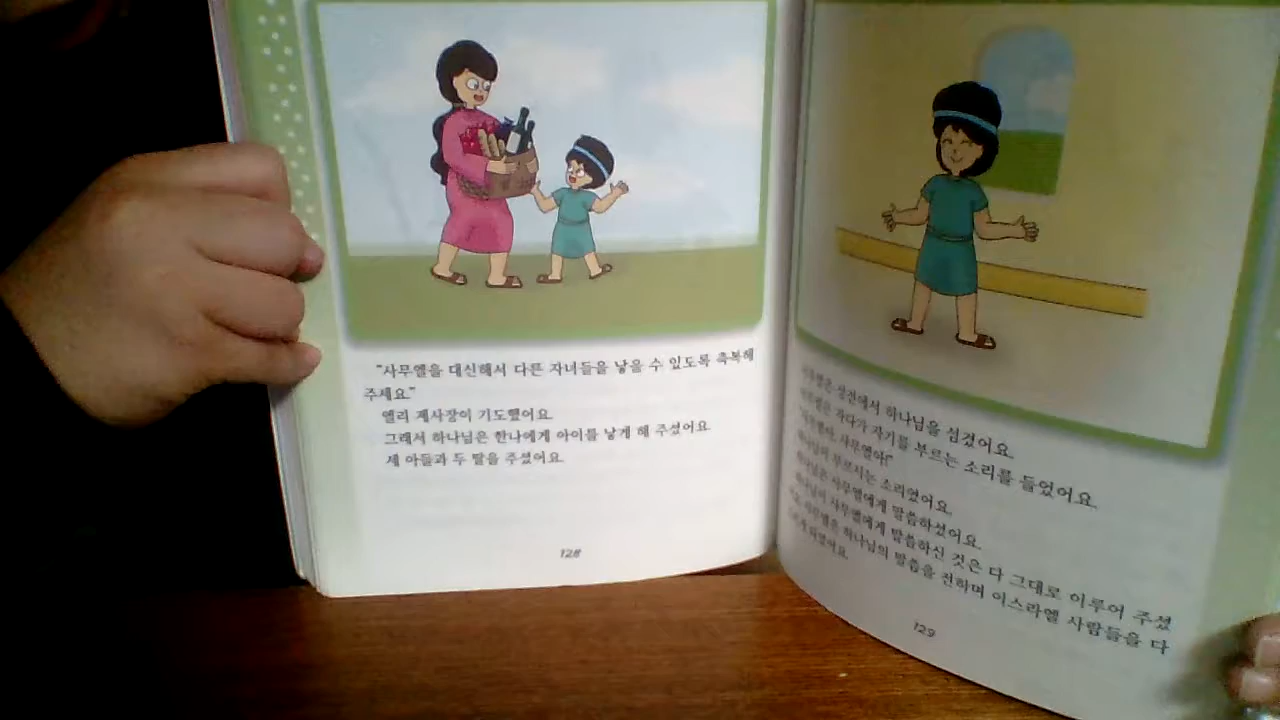 "사무엘을 대신해서 다른 자녀들을 낳을 수 있도록 축복해
주세요."
엘리 제사장이 기도했어요.
그래서 하나님은 한나에게 아이를 낳게 해 주셨어요.
세 아들과 두 딸을 주셨어요.
128
사무엘은 성전에서 하나님을 섬겼어요.
사무엘은 자다가 자기를 부르는 소리를 들었어요.
"사무엘아, 사무엘아!"
하나님이 부르시는 소리였어요.
하나님은 사무엘에게 말씀하셨어요.
하나님이 사무엘에게 말씀하신 것은 다 그대로 이루어 주셨
사무엘은 하나님의 말씀을 전하며 이스라엘 사람들을 다
129